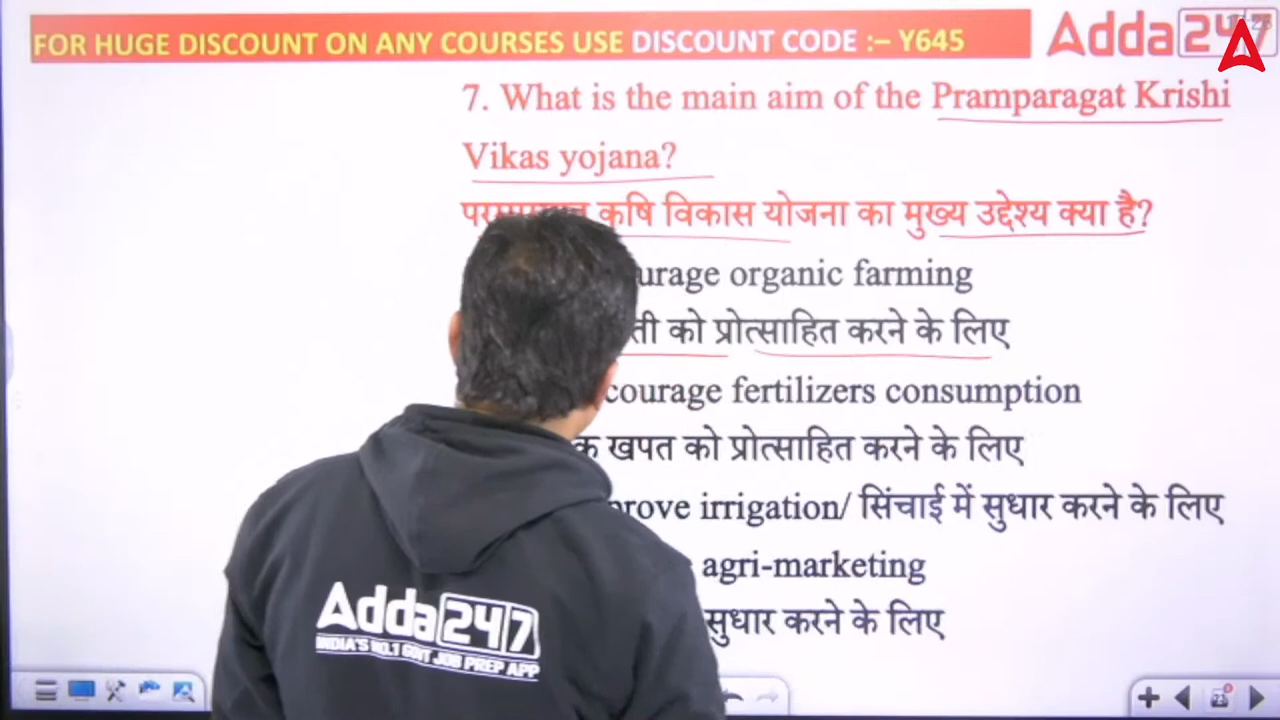 FOR HUGE DISCOUNT ON ANY COURSES USE DISCOUNT CODE :– Y645
Adda247
7. What is the main aim of the Pramparagat Krishi
Vikas yojana?
कृषि विकास योजना का मुख्य उद्देश्य क्या है?
organic farming
को प्रोत्साहित करने के लिए
fertilizers consumption
खपत को प्रोत्साहित करने के लिए
irrigation/ सिंचाई में सुधार करने के लिए
agri-marketing
सुधार करने के लिए
Adda247
INDIA'S NO.1 GOVT JOB PREP APP